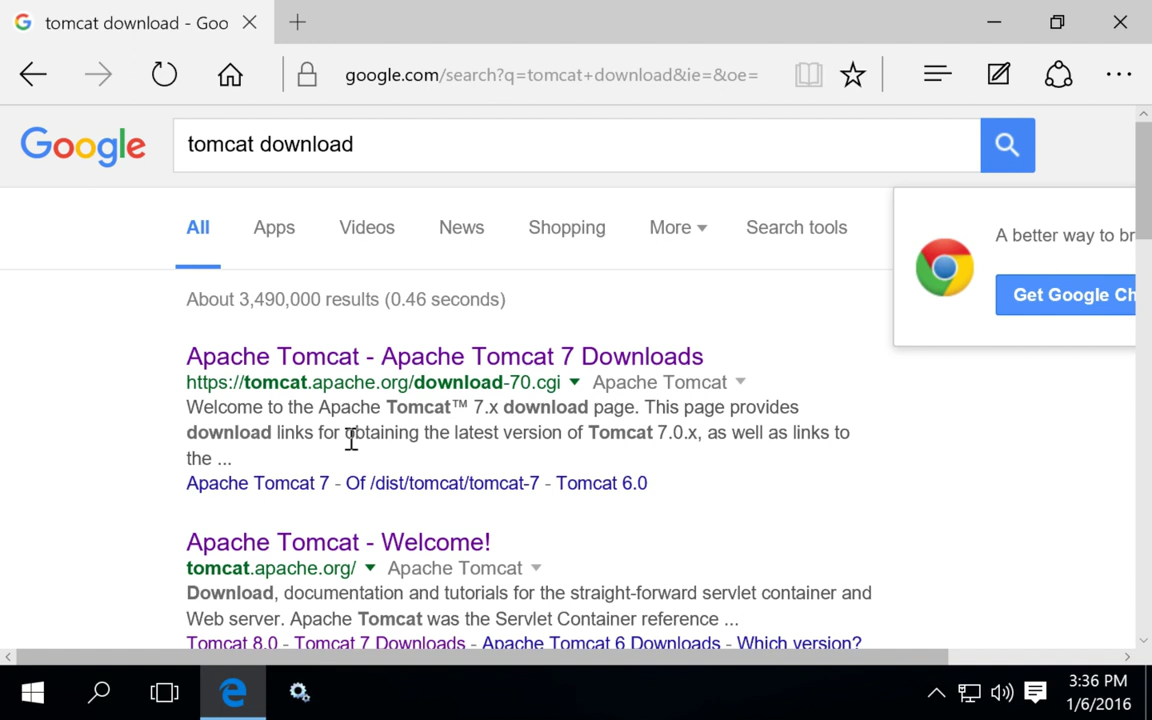 tomcat download - Goo
google.com/search?q=tomcat+download&ie=&oe=
Google
tomcat download
All
Apps
Videos
News
Shopping
More
Search tools
A better way to br
Get Google Ch
About 3,490,000 results (0.46 seconds)
Apache Tomcat - Apache Tomcat 7 Downloads
https://tomcat.apache.org/download-70.cgi Apache Tomcat
Welcome to the Apache Tomcat™ 7.x download page. This page provides
download links for obtaining the latest version of Tomcat 7.0.x, as well as links to
the ...
Apache Tomcat 7 - Of /dist/tomcat/tomcat-7 - Tomcat 6.0
Apache Tomcat - Welcome!
tomcat.apache.org/ Apache Tomcat
Download, documentation and tutorials for the straight-forward servlet container and
Web server. Apache Tomcat was the Servlet Container reference ...
Tomcat 8.0 - Tomcat 7 Downloads - Apache Tomcat 6 Downloads - Which version?
3:36 PM
1/6/2016